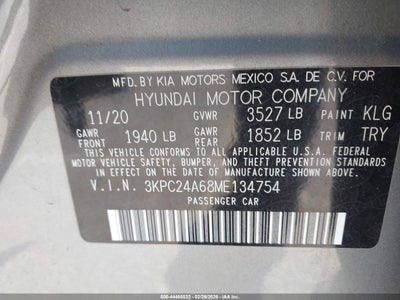 MFD. BY KIA MOTORS MEXICO S.A. DE C.V. FOR
HYUNDAI MOTOR COMPANY
11/20 GVWR 3527 LB PAINT KLG
GAWR FRONT 1940 LB GAWR REAR 1852 LB TRIM TRY
THIS VEHICLE CONFORMS TO ALL APPLICABLE U.S.A. FEDERAL
MOTOR VEHICLE SAFETY, BUMPER, AND THEFT PREVENTION
STANDARDS IN EFFECT ON THE DATE OF MANUFACTURE SHOWN ABOVE.
V.I.N. 3KPC24A68ME134754
PASSENGER CAR